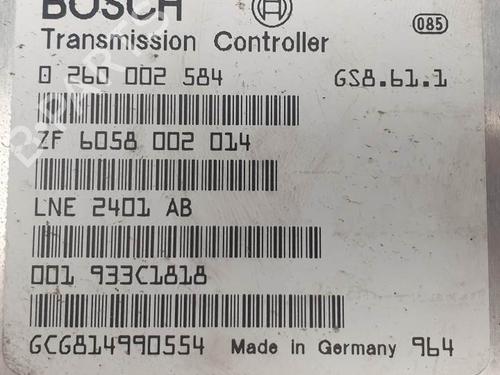 BOSCH
085
Transmission Controller
0 260 002 584 GS8.61.1
ZF 6058 002 014
LNE 2401 AB
001 933C1818
GCG814990554 Made in Germany 964